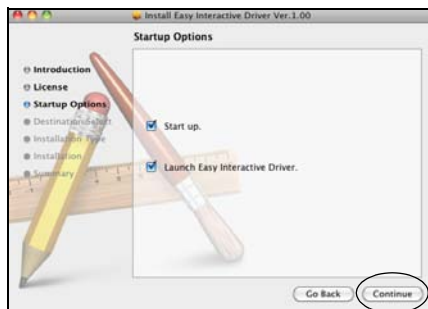 Install Easy Interactive Driver Ver.1.00
Startup Options
Introduction
License
Startup Options
Destination Select
Installation Type
Installation
Summary
Start up.
Launch Easy Interactive Driver.
Go Back
Continue